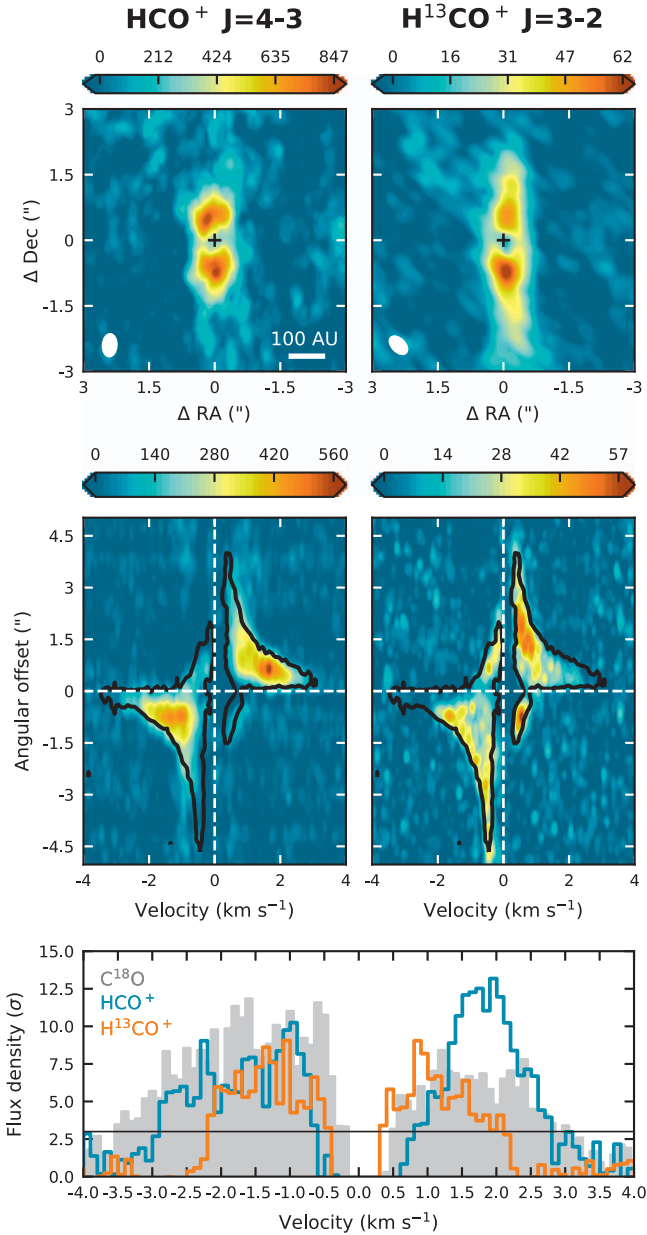 HCO⁺ J=4-3 H¹³CO⁺ J=3-2
0 212 424 635 847 0 16 31 47 62
3 1.5 0 -1.5 -3
Δ Dec (")
100 AU
3 1.5 0 -1.5 -3 3 1.5 0 -1.5 -3
Δ RA (") Δ RA (")
0 140 280 420 560 0 14 28 42 57
4.5 3 1.5 0 -1.5 -3 -4.5
Angular offset (")
-4 -2 0 2 4 -4 -2 0 2 4
Velocity (km s⁻¹) Velocity (km s⁻¹)
15.0 12.5 10.0 7.5 5.0 2.5 0.0
Flux density (σ)
C¹⁸O
HCO⁺
H¹³CO⁺
-4.0 -3.5 -3.0 -2.5 -2.0 -1.5 -1.0 -0.5 0.0 0.5 1.0 1.5 2.0 2.5 3.0 3.5 4.0
Velocity (km s⁻¹)